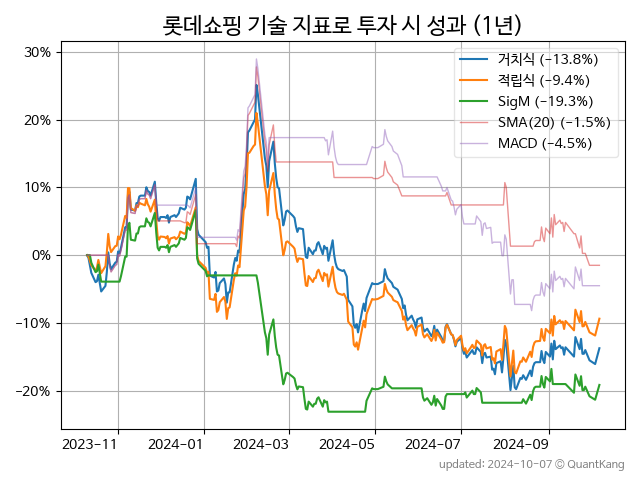 롯데쇼핑 기술 지표로 투자 시 성과 (1년)
30%
20%
10%
0%
−10%
−20%
거치식 (−13.8%)
적립식 (−9.4%)
SigM (−19.3%)
SMA(20) (−1.5%)
MACD (−4.5%)
2023-11 2024-01 2024-03 2024-05 2024-07 2024-09
updated: 2024-10-07 © QuantKang